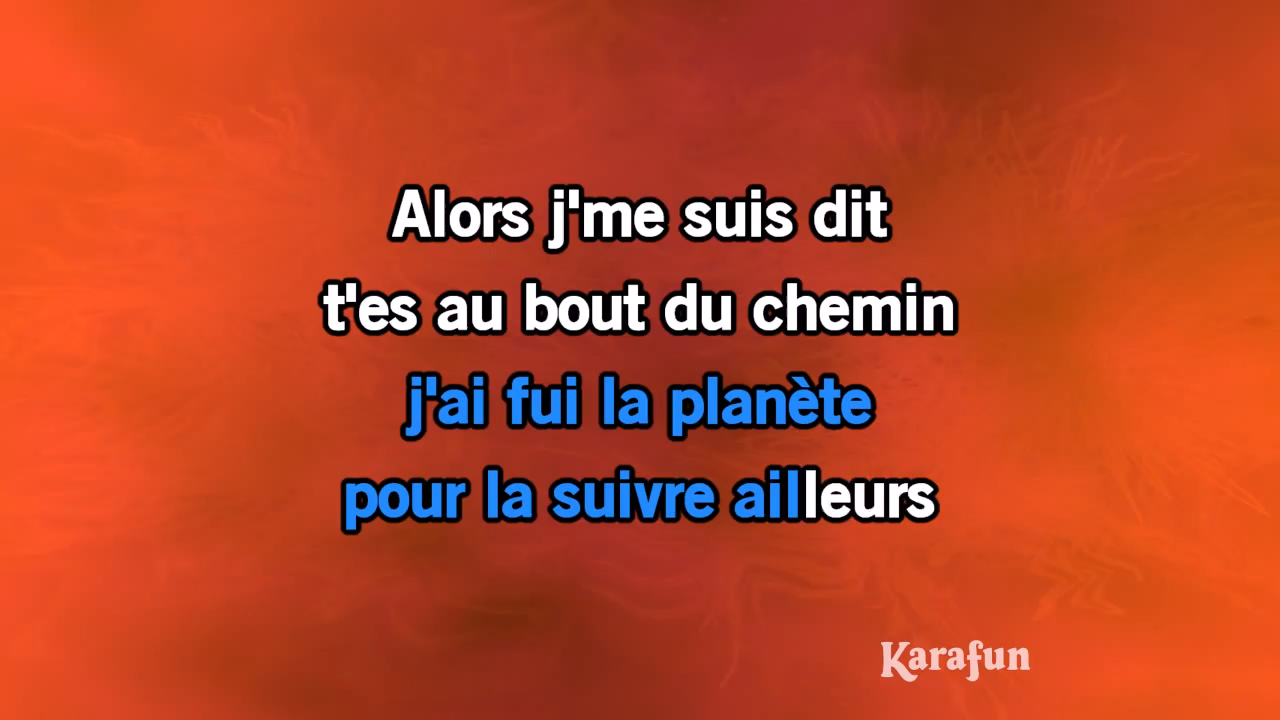 Alors j'me suis dit
t'es au bout du chemin
j'ai fui la planète
pour la suivre ailleurs
Karafun